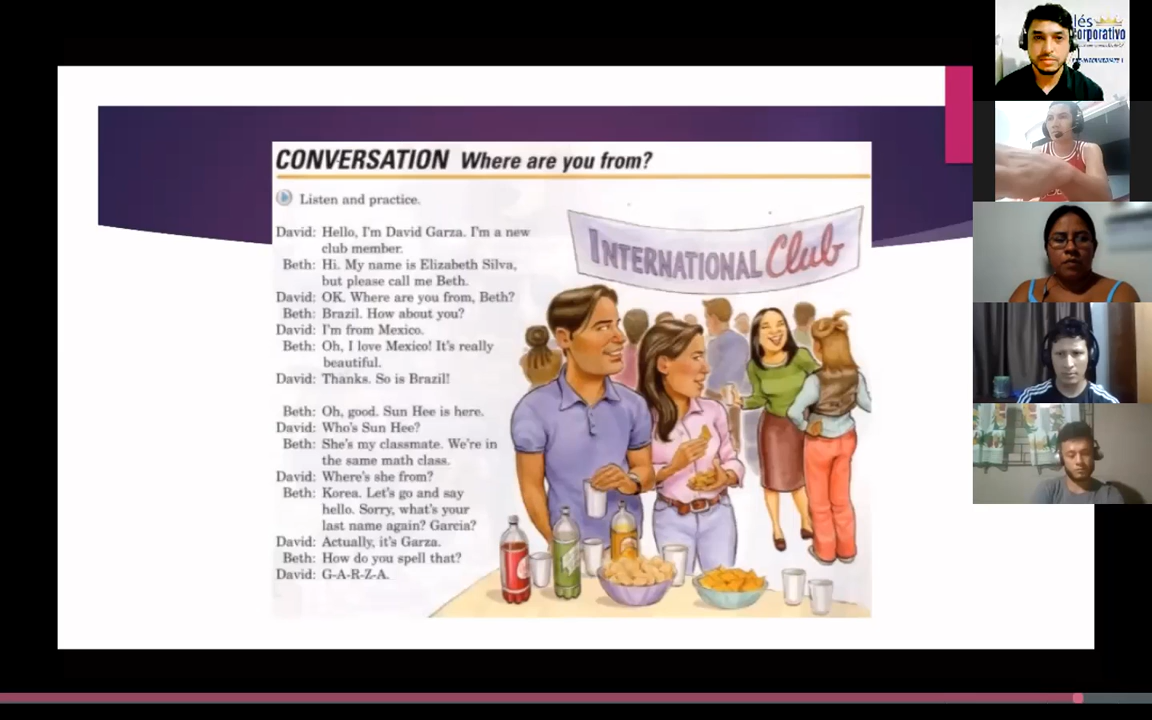 lés
corporativo
CONVERSATION Where are you from?
Listen and practice.
David: Hello, I'm David Garza. I'm a new
club member.
Beth: Hi. My name is Elizabeth Silva,
but please call me Beth.
David: OK. Where are you from, Beth?
Beth: Brazil. How about you?
David: I'm from Mexico.
Beth: Oh, I love Mexico! It's really
beautiful.
David: Thanks. So is Brazil!
Beth: Oh, good. Sun Hee is here.
David: Who's Sun Hee?
Beth: She's my classmate. We're in
the same math class.
David: Where's she from?
Beth: Korea. Let's go and say
hello. Sorry, what's your
last name again? Garcia?
David: Actually, it's Garza.
Beth: How do you spell that?
David: G-A-R-Z-A.
INTERNATIONAL Club